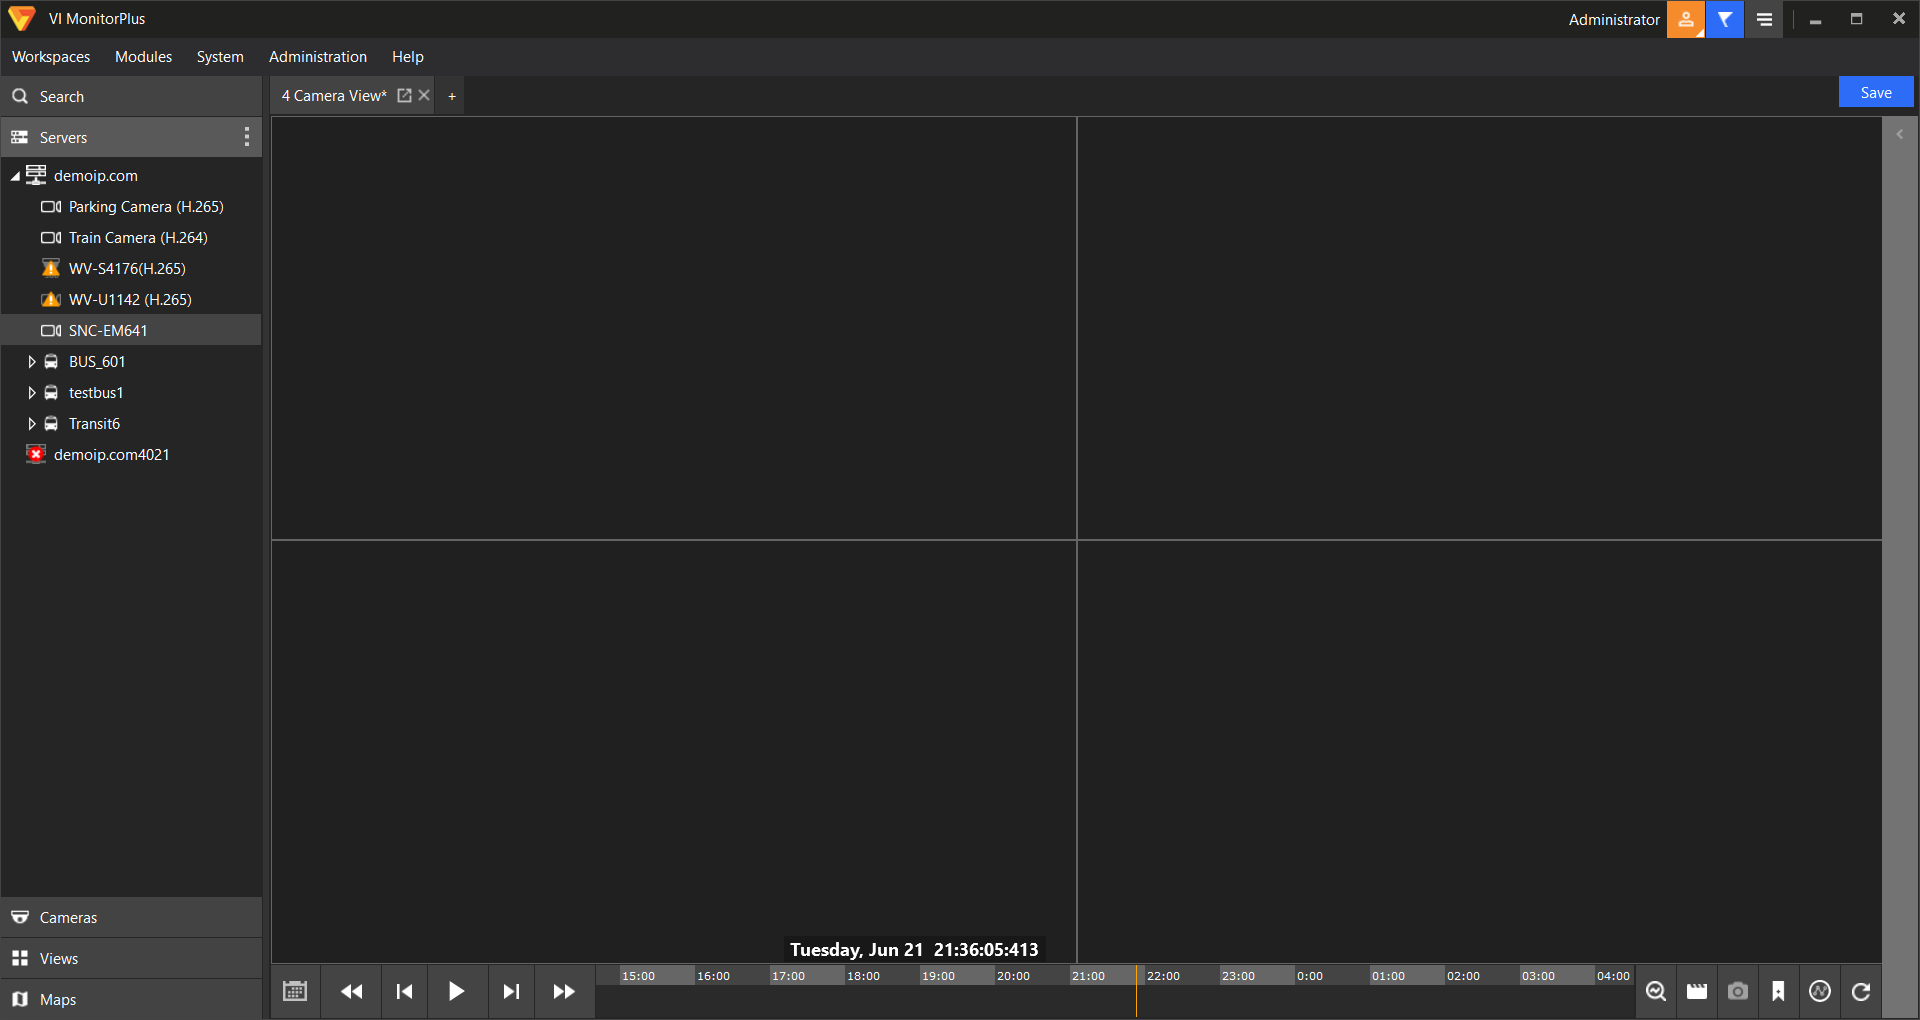 VI MonitorPlus
Administrator
Workspaces Modules System Administration Help
Search
4 Camera View* +
Save
Servers
demoip.com
Parking Camera (H.265)
Train Camera (H.264)
WV-S4176(H.265)
WV-U1142 (H.265)
SNC-EM641
BUS_601
testbus1
Transit6
demoip.com4021
Cameras
Views
Maps
Tuesday, Jun 21 21:36:05:413
15:00 16:00 17:00 18:00 19:00 20:00 21:00 22:00 23:00 0:00 01:00 02:00 03:00 04:00